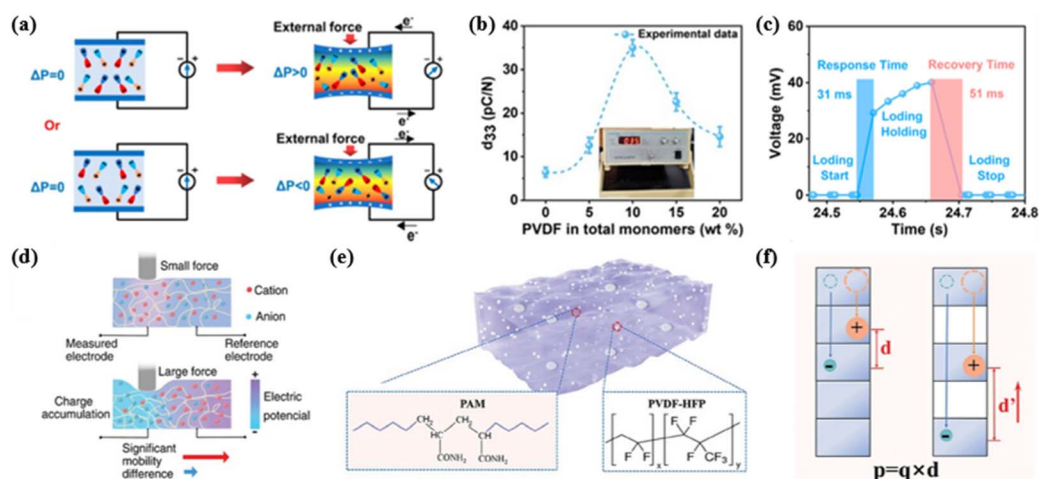 (a)
ΔP=0
External force
e⁻
ΔP>0
e⁻
Or
ΔP=0
External force
e⁻
ΔP<0
e⁻
(b)
Experimental data
d33 (pC/N)
40
30
20
10
0
0 5 10 15 20
PVDF in total monomers (wt %)
(c)
Voltage (mV)
60
40
20
0
Response Time
31 ms
Recovery Time
51 ms
Loding
Holding
Loding
Start
Loding
Stop
24.5 24.6 24.7 24.8
Time (s)
(d)
Small force
Cation
Anion
Measured
electrode
Reference
electrode
Large force
Charge
accumulation
+
Electric
potencial
-
Significant
mobility
difference
(e)
PAM
CH₂ CH₂
CH CH
CONH₂ CONH₂
PVDF-HFP
F F
F F
F CF₃
x y
(f)
+
d
-
+
d'
-
p=q×d